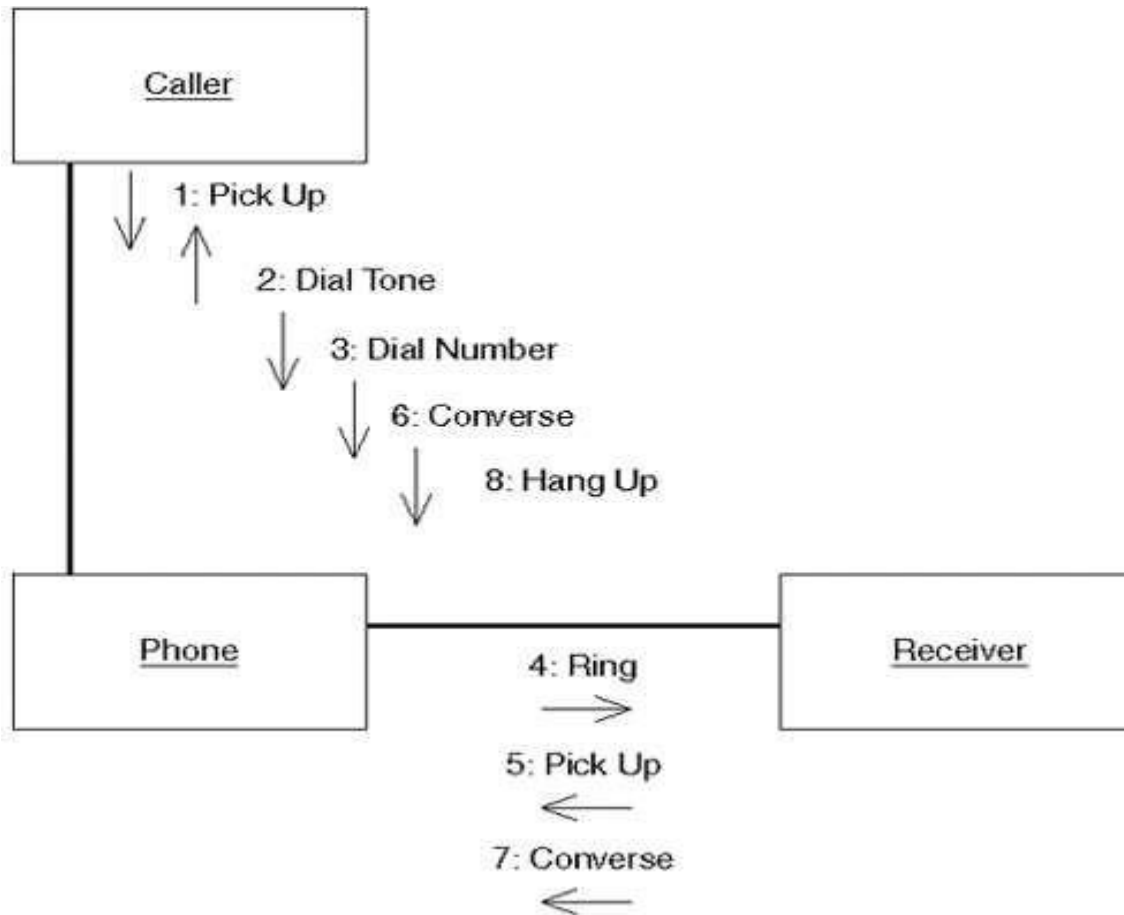 Caller
1: Pick Up
2: Dial Tone
3: Dial Number
6: Converse
8: Hang Up
Phone
Receiver
4: Ring
5: Pick Up
7: Converse